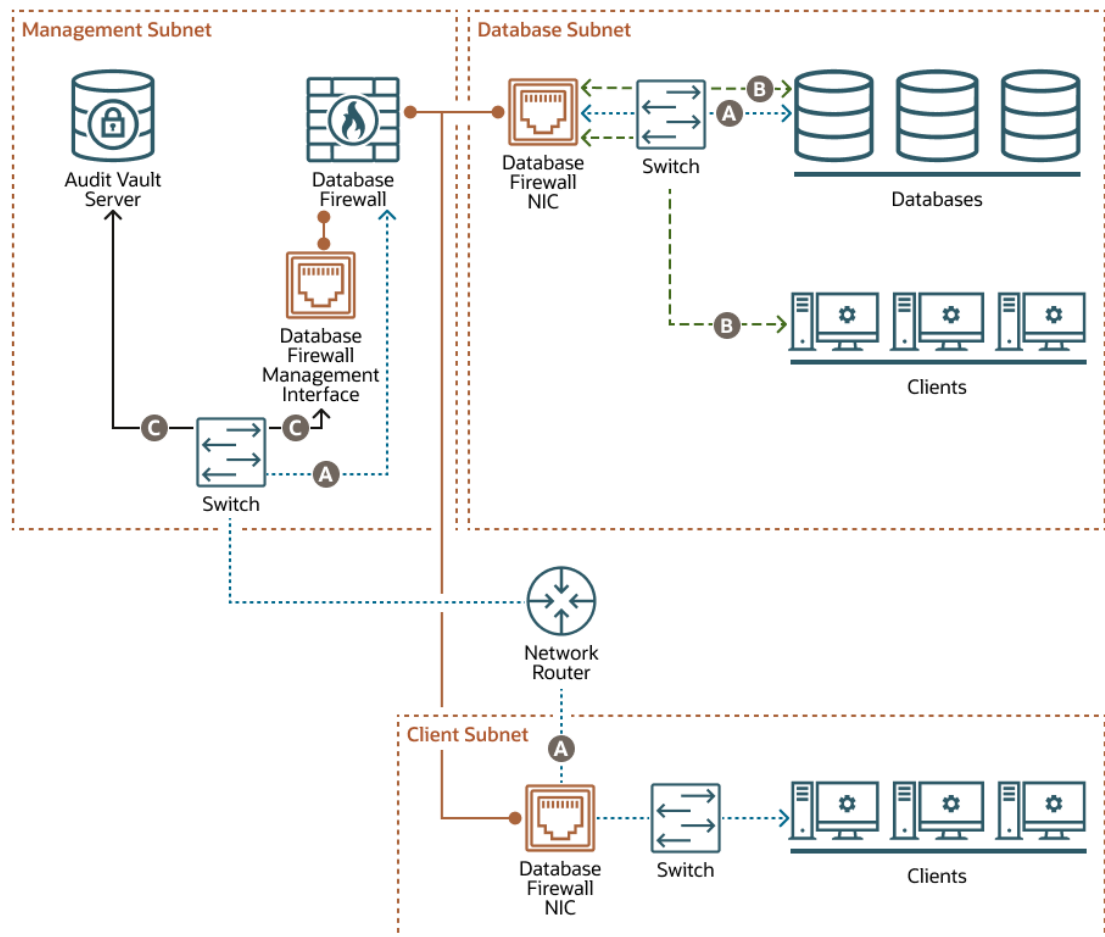 Management Subnet
Audit Vault
Server
Database
Firewall
Database
Firewall
Management
Interface
C
C
A
Switch
Database Subnet
Database
Firewall
NIC
Switch
B
A
Databases
B
Clients
Network
Router
Client Subnet
A
Database
Firewall
NIC
Switch
Clients